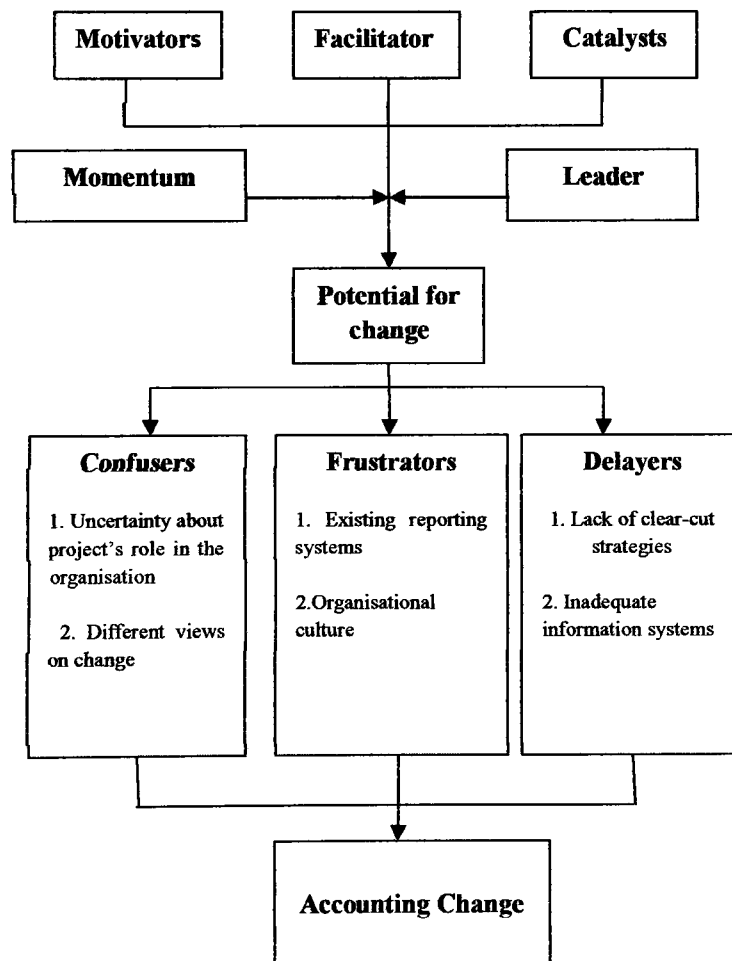 Motivators
Facilitator
Catalysts
Momentum
Leader
Potential for
change
Confusers
1. Uncertainty about
project's role in the
organisation
2. Different views
on change
Frustrators
1. Existing reporting
systems
2.Organisational
culture
Delayers
1. Lack of clear-cut
strategies
2. Inadequate
information systems
Accounting Change